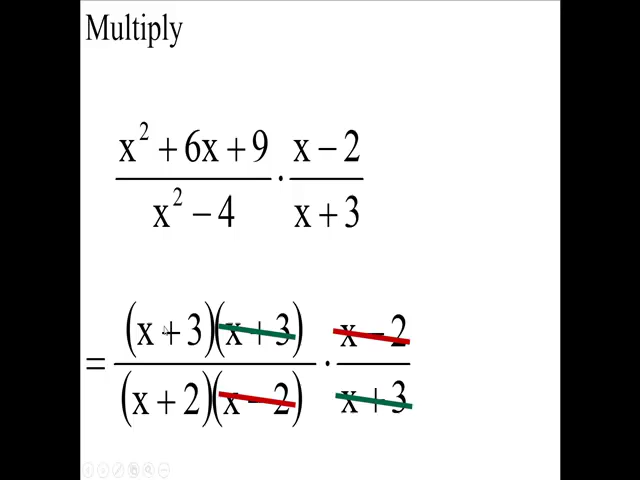 Multiply
x² + 6x + 9 / x² − 4 · x − 2 / x + 3
= (x + 3)(x + 3) / (x + 2)(x − 2) · x − 2 / x + 3